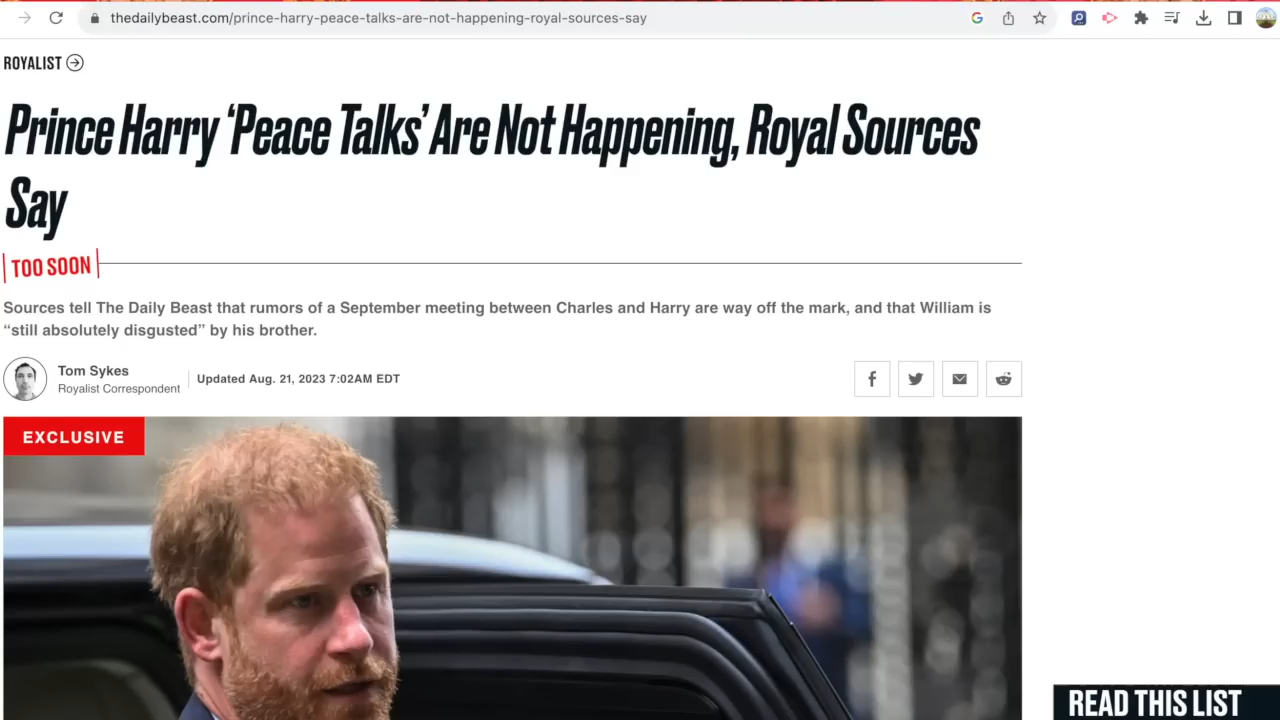 thedailybeast.com/prince-harry-peace-talks-are-not-happening-royal-sources-say
ROYALIST
Prince Harry ‘Peace Talks’ Are Not Happening, Royal Sources
Say
TOO SOON
Sources tell The Daily Beast that rumors of a September meeting between Charles and Harry are way off the mark, and that William is
“still absolutely disgusted” by his brother.
Tom Sykes
Royalist Correspondent
Updated Aug. 21, 2023 7:02AM EDT
EXCLUSIVE
READ THIS LIST